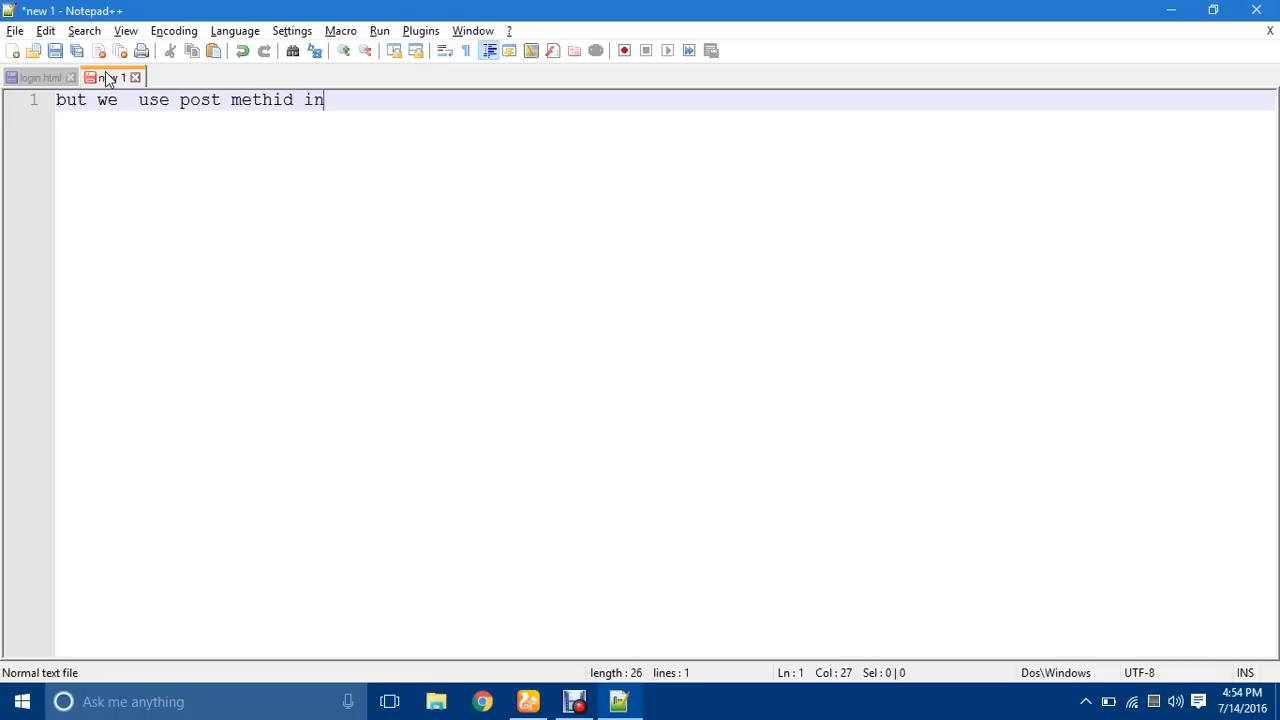 *new 1 - Notepad++
File Edit Search View Encoding Language Settings Macro Run Plugins Window ? X
login.html new 1
1 but we  use post methid in
Normal text file length : 26 lines : 1 Ln : 1 Col : 27 Sel : 0 | 0 Dos\Windows UTF-8 INS
Ask me anything
4:54 PM
7/14/2016